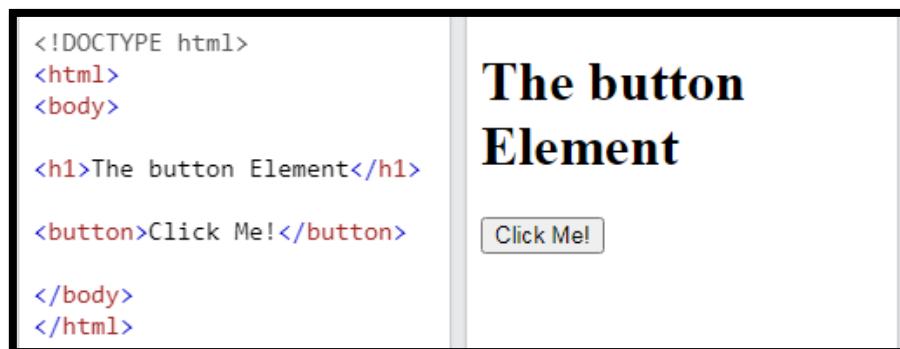 <!DOCTYPE html>
<html>
<body>
<h1>The button Element</h1>
<button>Click Me!</button>
</body>
</html>
The button
Element
Click Me!